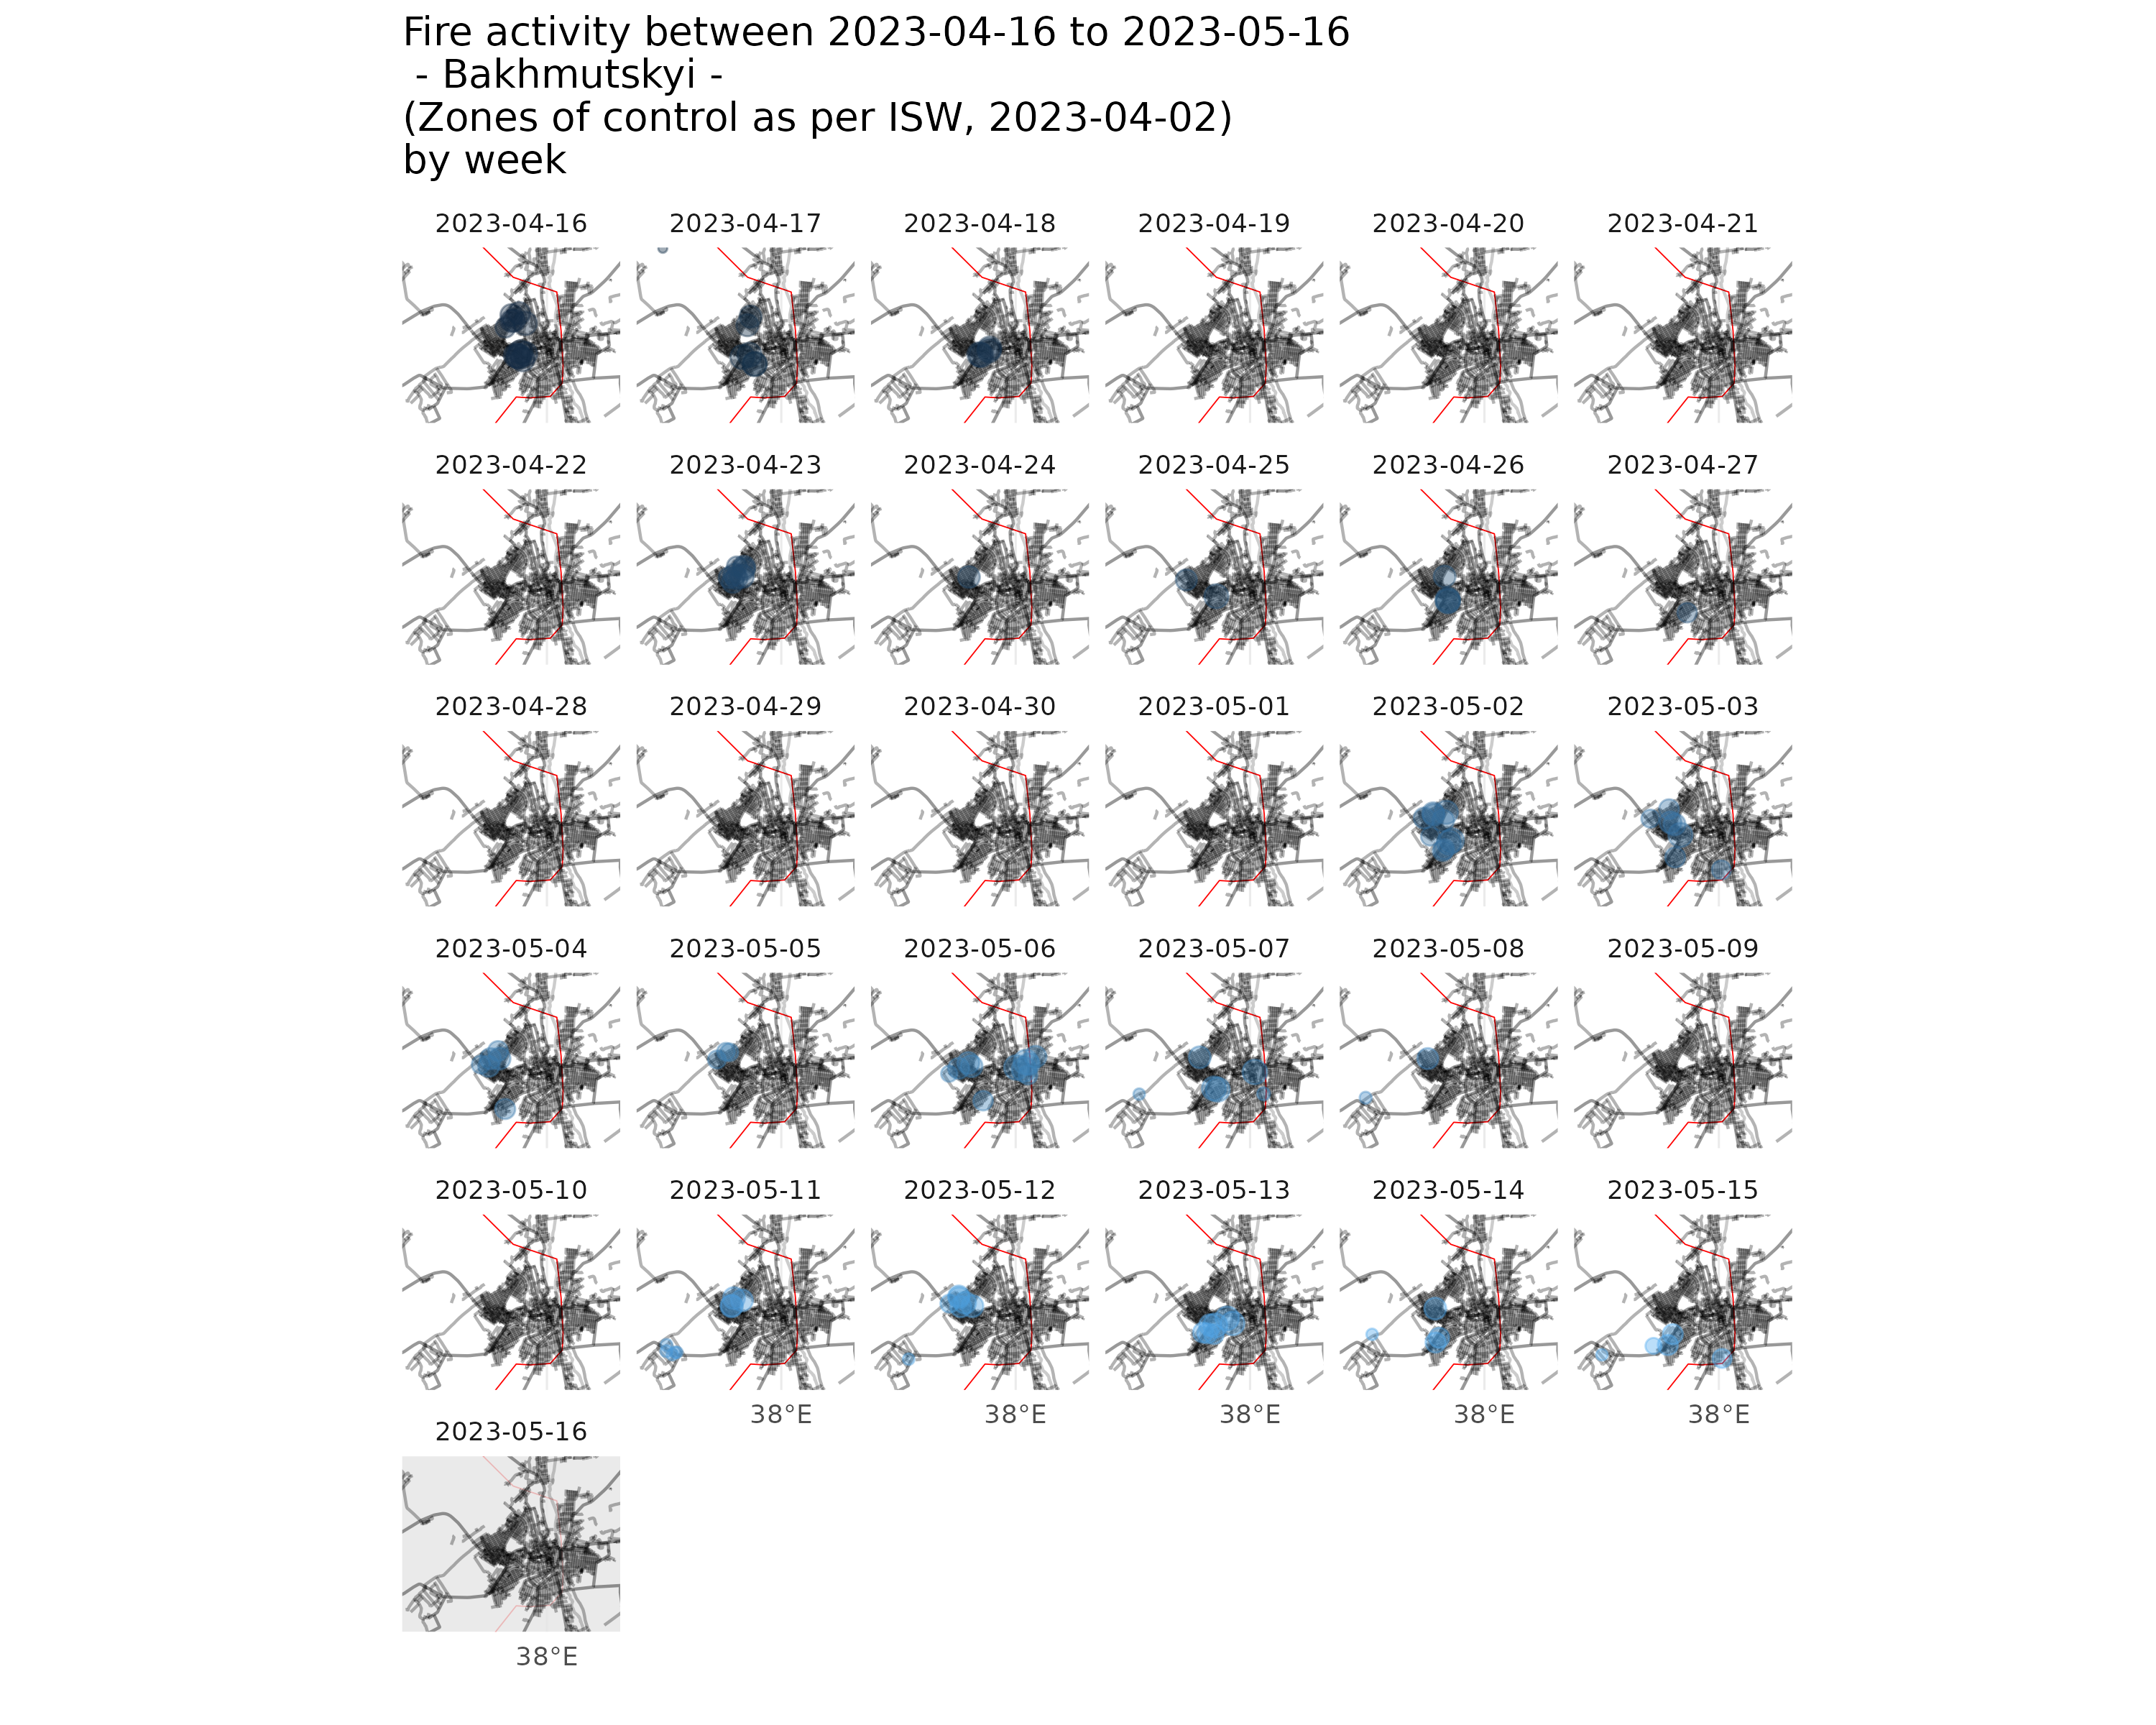 Fire activity between 2023-04-16 to 2023-05-16
- Bakhmutskyi -
(Zones of control as per ISW, 2023-04-02)
by week
2023-04-16 2023-04-17 2023-04-18 2023-04-19 2023-04-20 2023-04-21
2023-04-22 2023-04-23 2023-04-24 2023-04-25 2023-04-26 2023-04-27
2023-04-28 2023-04-29 2023-04-30 2023-05-01 2023-05-02 2023-05-03
2023-05-04 2023-05-05 2023-05-06 2023-05-07 2023-05-08 2023-05-09
2023-05-10 2023-05-11 2023-05-12 2023-05-13 2023-05-14 2023-05-15
38°E 38°E 38°E 38°E 38°E
2023-05-16
38°E